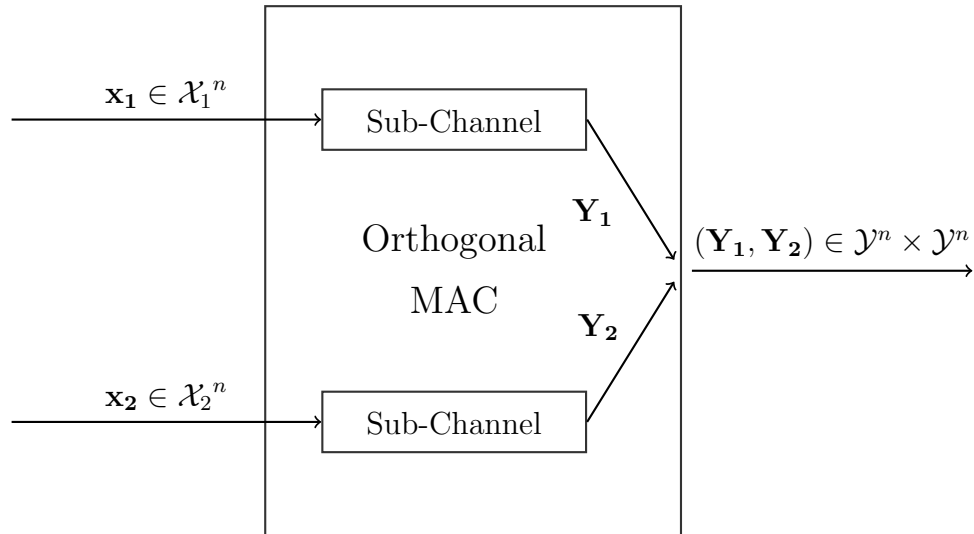 𝐱₁ ∈ 𝒳₁ⁿ
Sub-Channel
𝐘₁
Orthogonal
MAC
(𝐘₁, 𝐘₂) ∈ 𝒴ⁿ × 𝒴ⁿ
𝐘₂
𝐱₂ ∈ 𝒳₂ⁿ
Sub-Channel